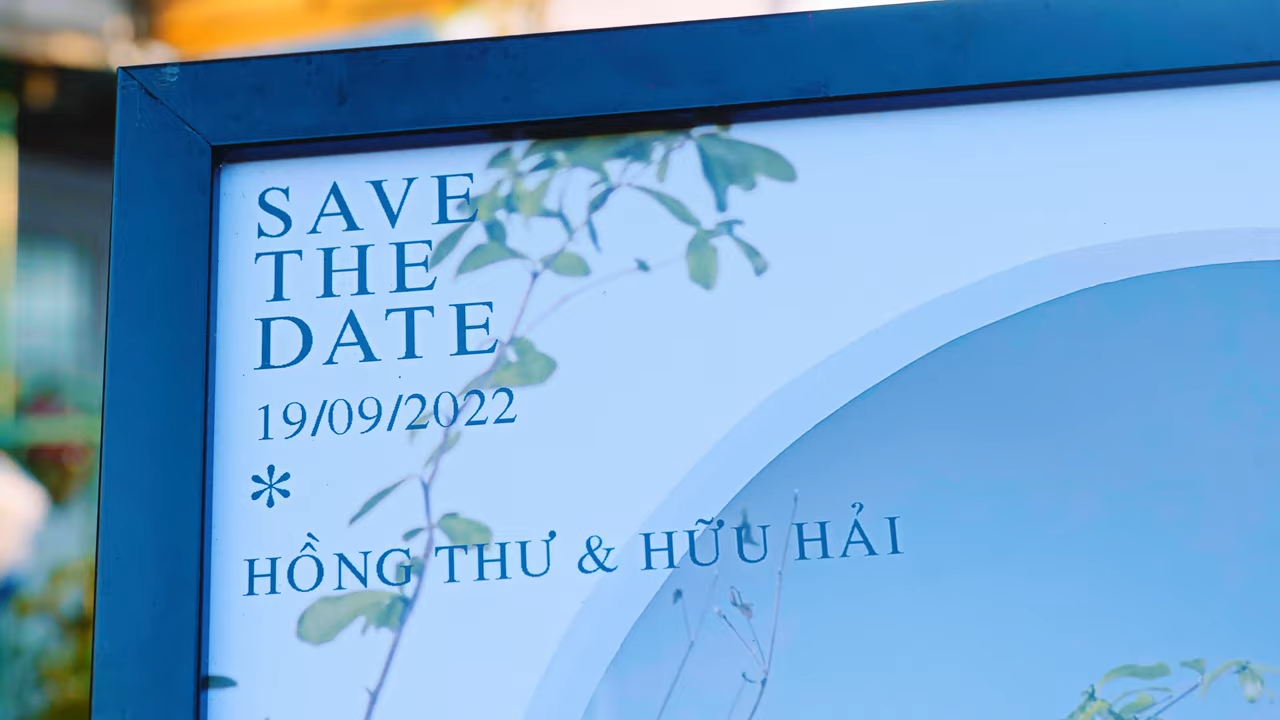 SAVE
THE
DATE
19/09/2022
*
HỒNG THƯ & HỮU HẢI